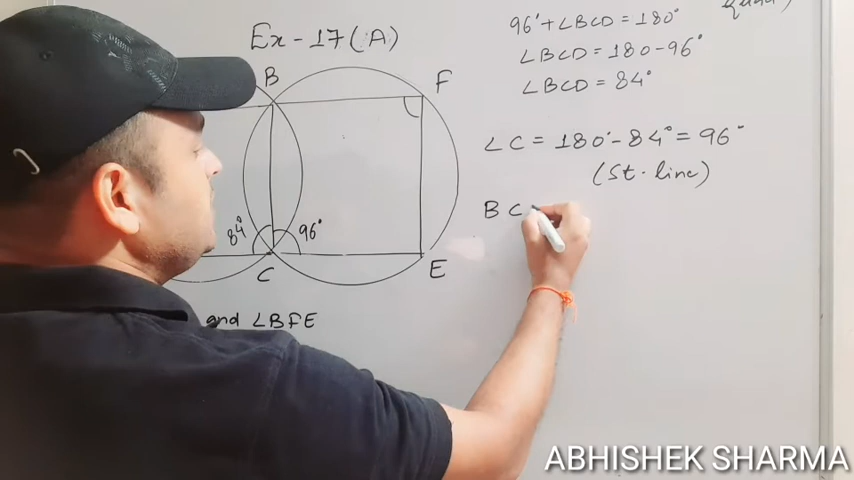 Ex-17(A)
B
F
84°
96°
C
E
and ∠BFE
96°+∠BCD=180°
∠BCD=180-96°
∠BCD=84°
∠C=180°-84°=96°
(St. line)
BC
ABHISHEK SHARMA